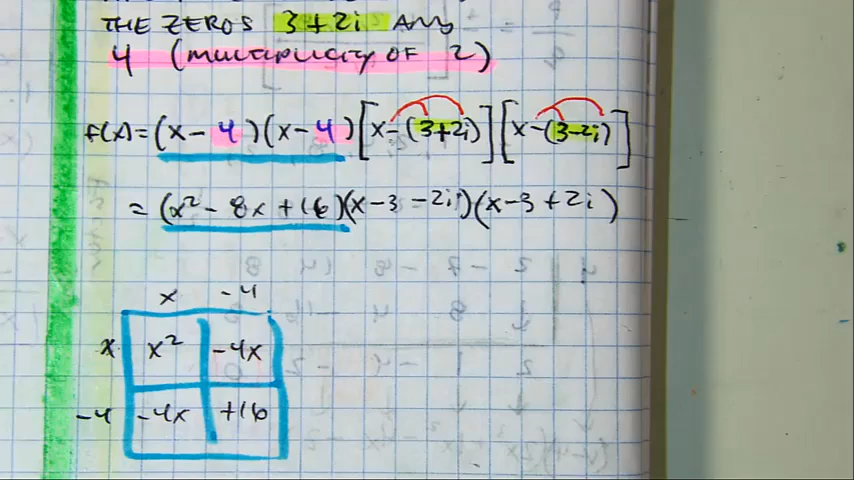 THE ZEROS 3+2i AND
4 (multiplicity OF 2)
f(x) = (x-4)(x-4)[x-(3+2i)][x-(3-2i)]
= (x²-8x+16)(x-3-2i)(x-3+2i)
x -4
x x² -4x
-4 -4x +16